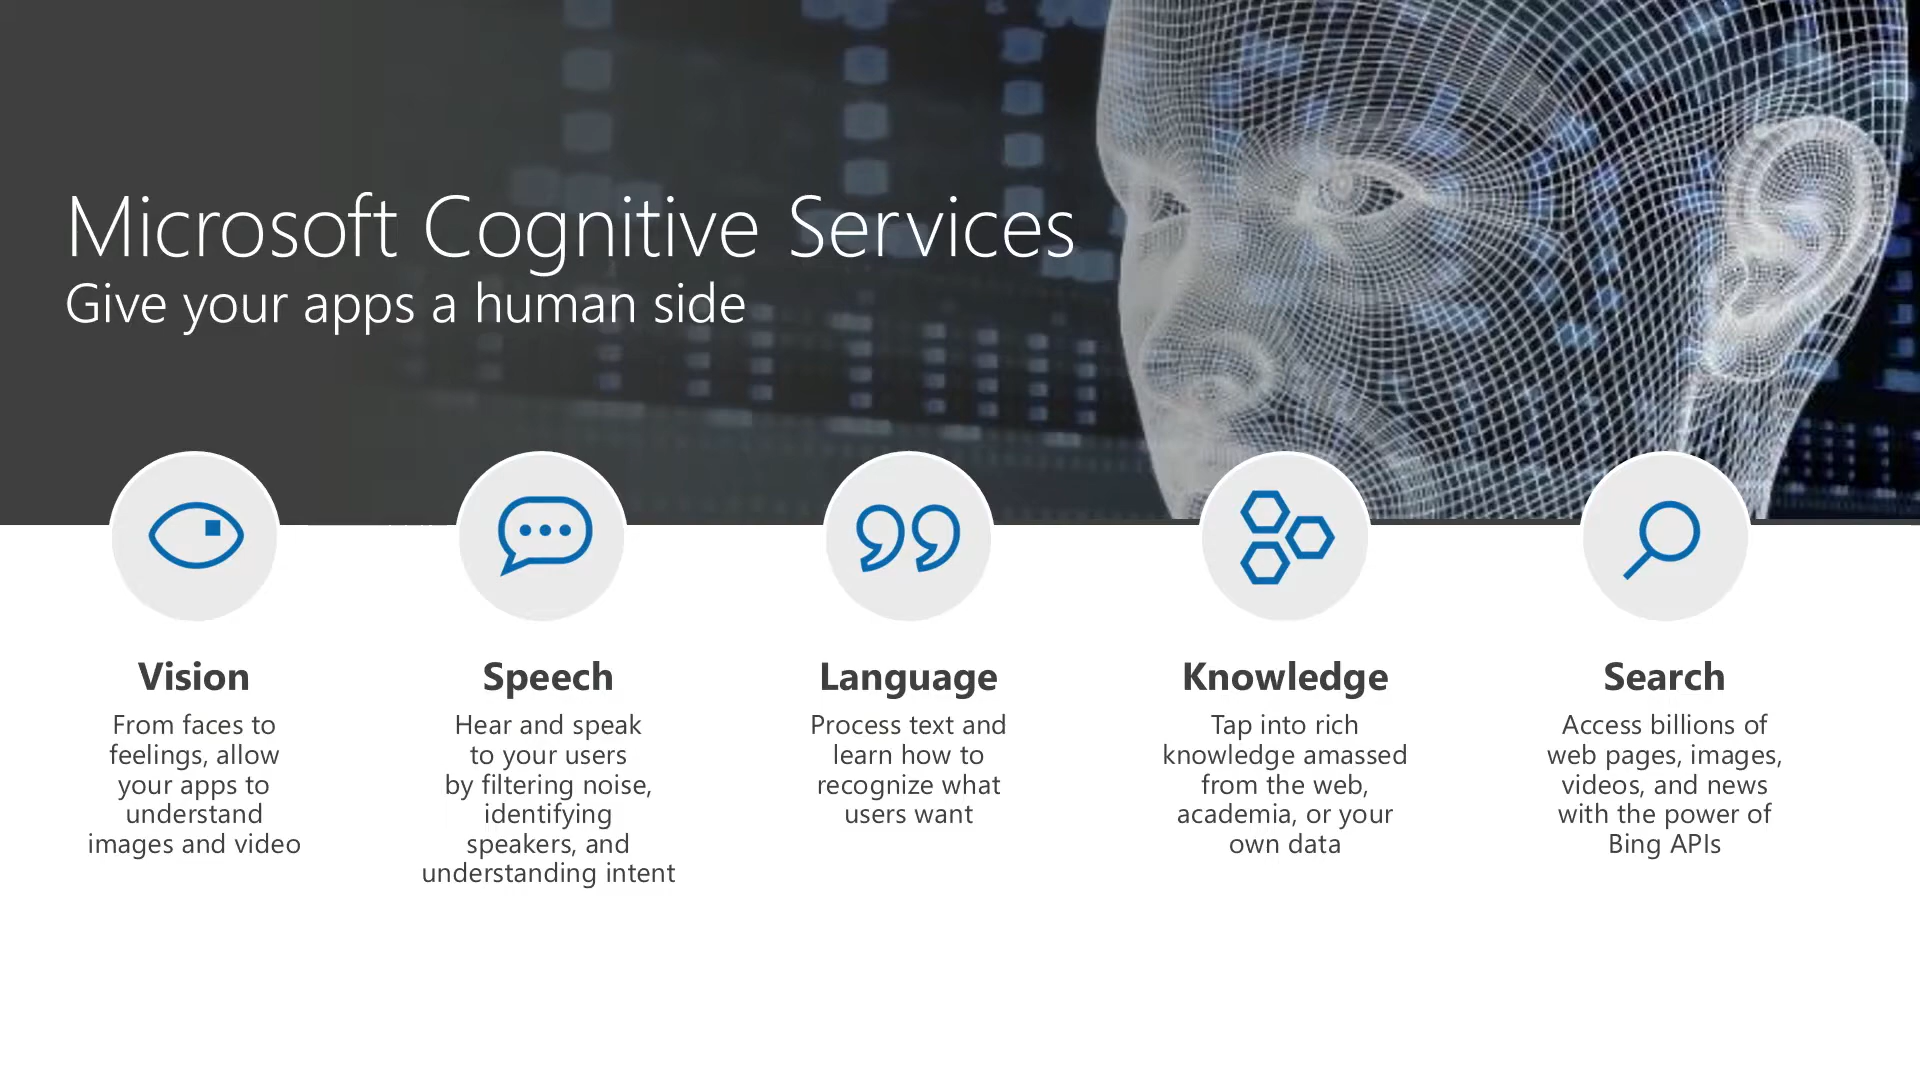 Microsoft Cognitive Services
Give your apps a human side
Vision
From faces to
feelings, allow
your apps to
understand
images and video
Speech
Hear and speak
to your users
by filtering noise,
identifying
speakers, and
understanding intent
Language
Process text and
learn how to
recognize what
users want
Knowledge
Tap into rich
knowledge amassed
from the web,
academia, or your
own data
Search
Access billions of
web pages, images,
videos, and news
with the power of
Bing APIs